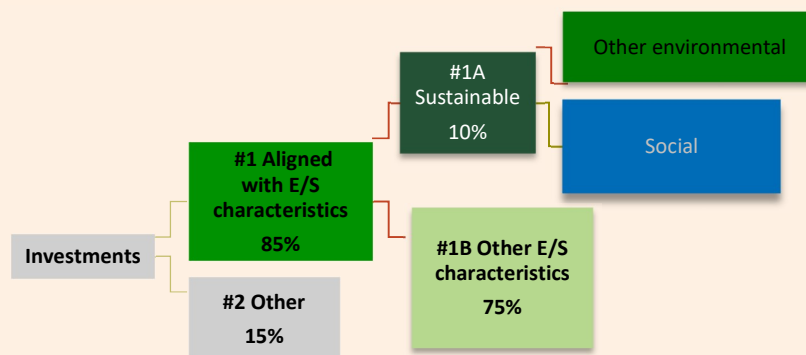 Investments
#1 Aligned
with E/S
characteristics
85%
#2 Other
15%
#1A
Sustainable
10%
#1B Other E/S
characteristics
75%
Other environmental
Social